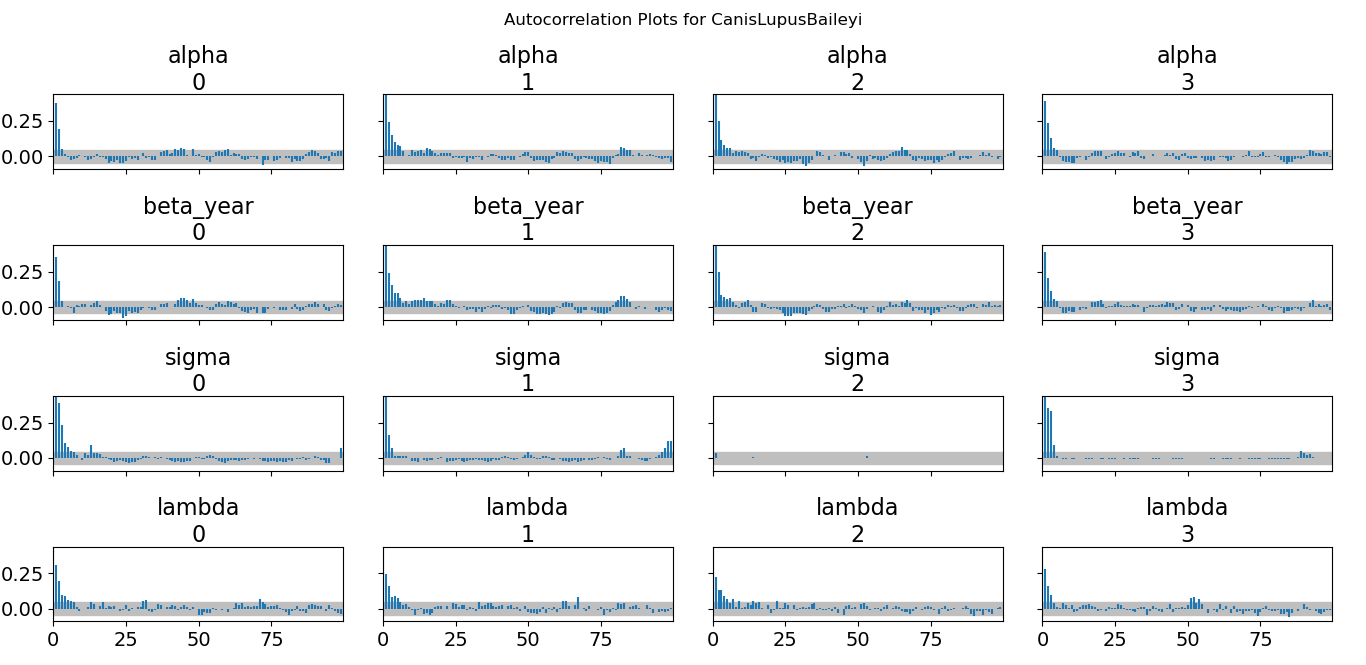 Autocorrelation Plots for CanisLupusBaileyi
alpha alpha alpha alpha
0 1 2 3
0.25
0.00
beta_year beta_year beta_year beta_year
0 1 2 3
0.25
0.00
sigma sigma sigma sigma
0 1 2 3
0.25
0.00
lambda lambda lambda lambda
0 1 2 3
0.25
0.00
0 25 50 75 0 25 50 75 0 25 50 75 0 25 50 75